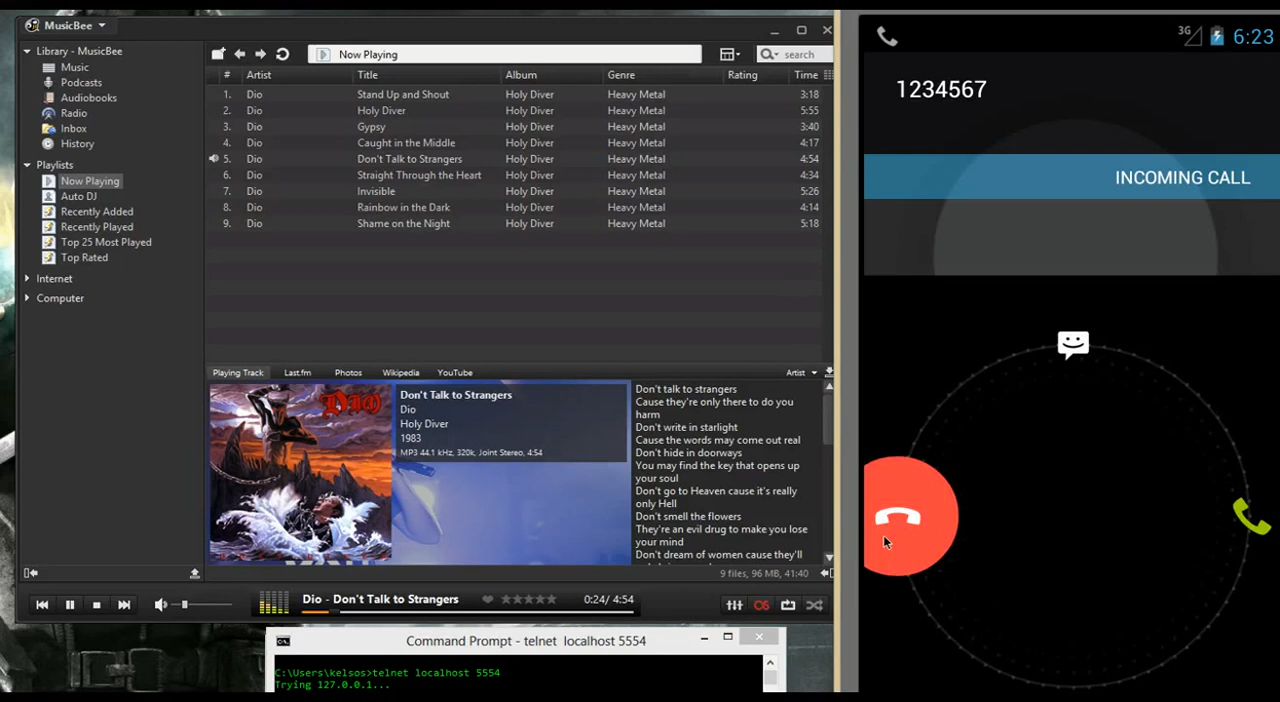 MusicBee
Library - MusicBee
Music
Podcasts
Audiobooks
Radio
Inbox
History
Playlists
Now Playing
Auto DJ
Recently Added
Recently Played
Top 25 Most Played
Top Rated
Internet
Computer
Now Playing
search
# Artist Title Album Genre Rating Time
1. Dio Stand Up and Shout Holy Diver Heavy Metal 3:18
2. Dio Holy Diver Holy Diver Heavy Metal 5:55
3. Dio Gypsy Holy Diver Heavy Metal 3:40
4. Dio Caught in the Middle Holy Diver Heavy Metal 4:17
5. Dio Don't Talk to Strangers Holy Diver Heavy Metal 4:54
6. Dio Straight Through the Heart Holy Diver Heavy Metal 4:34
7. Dio Invisible Holy Diver Heavy Metal 5:26
8. Dio Rainbow in the Dark Holy Diver Heavy Metal 4:14
9. Dio Shame on the Night Holy Diver Heavy Metal 5:18
Playing Track Last.fm Photos Wikipedia YouTube Artist
DIO
Don't Talk to Strangers
Dio
Holy Diver
1983
MP3 44.1 kHz, 320k, Joint Stereo, 4:54
Don't talk to strangers
Cause they're only there to do you
harm
Don't write in starlight
Cause the words may come out real
Don't hide in doorways
You may find the key that opens up
your soul
Don't go to Heaven cause it's really
only Hell
Don't smell the flowers
They're an evil drug to make you lose
your mind
Don't dream of women cause they'll
9 files, 96 MB, 41:40
Dio - Don't Talk to Strangers
0:24/ 4:54
Command Prompt - telnet localhost 5554
C:\Users\kelsos>telnet localhost 5554
Trying 127.0.0.1...
3G 6:23
1234567
INCOMING CALL